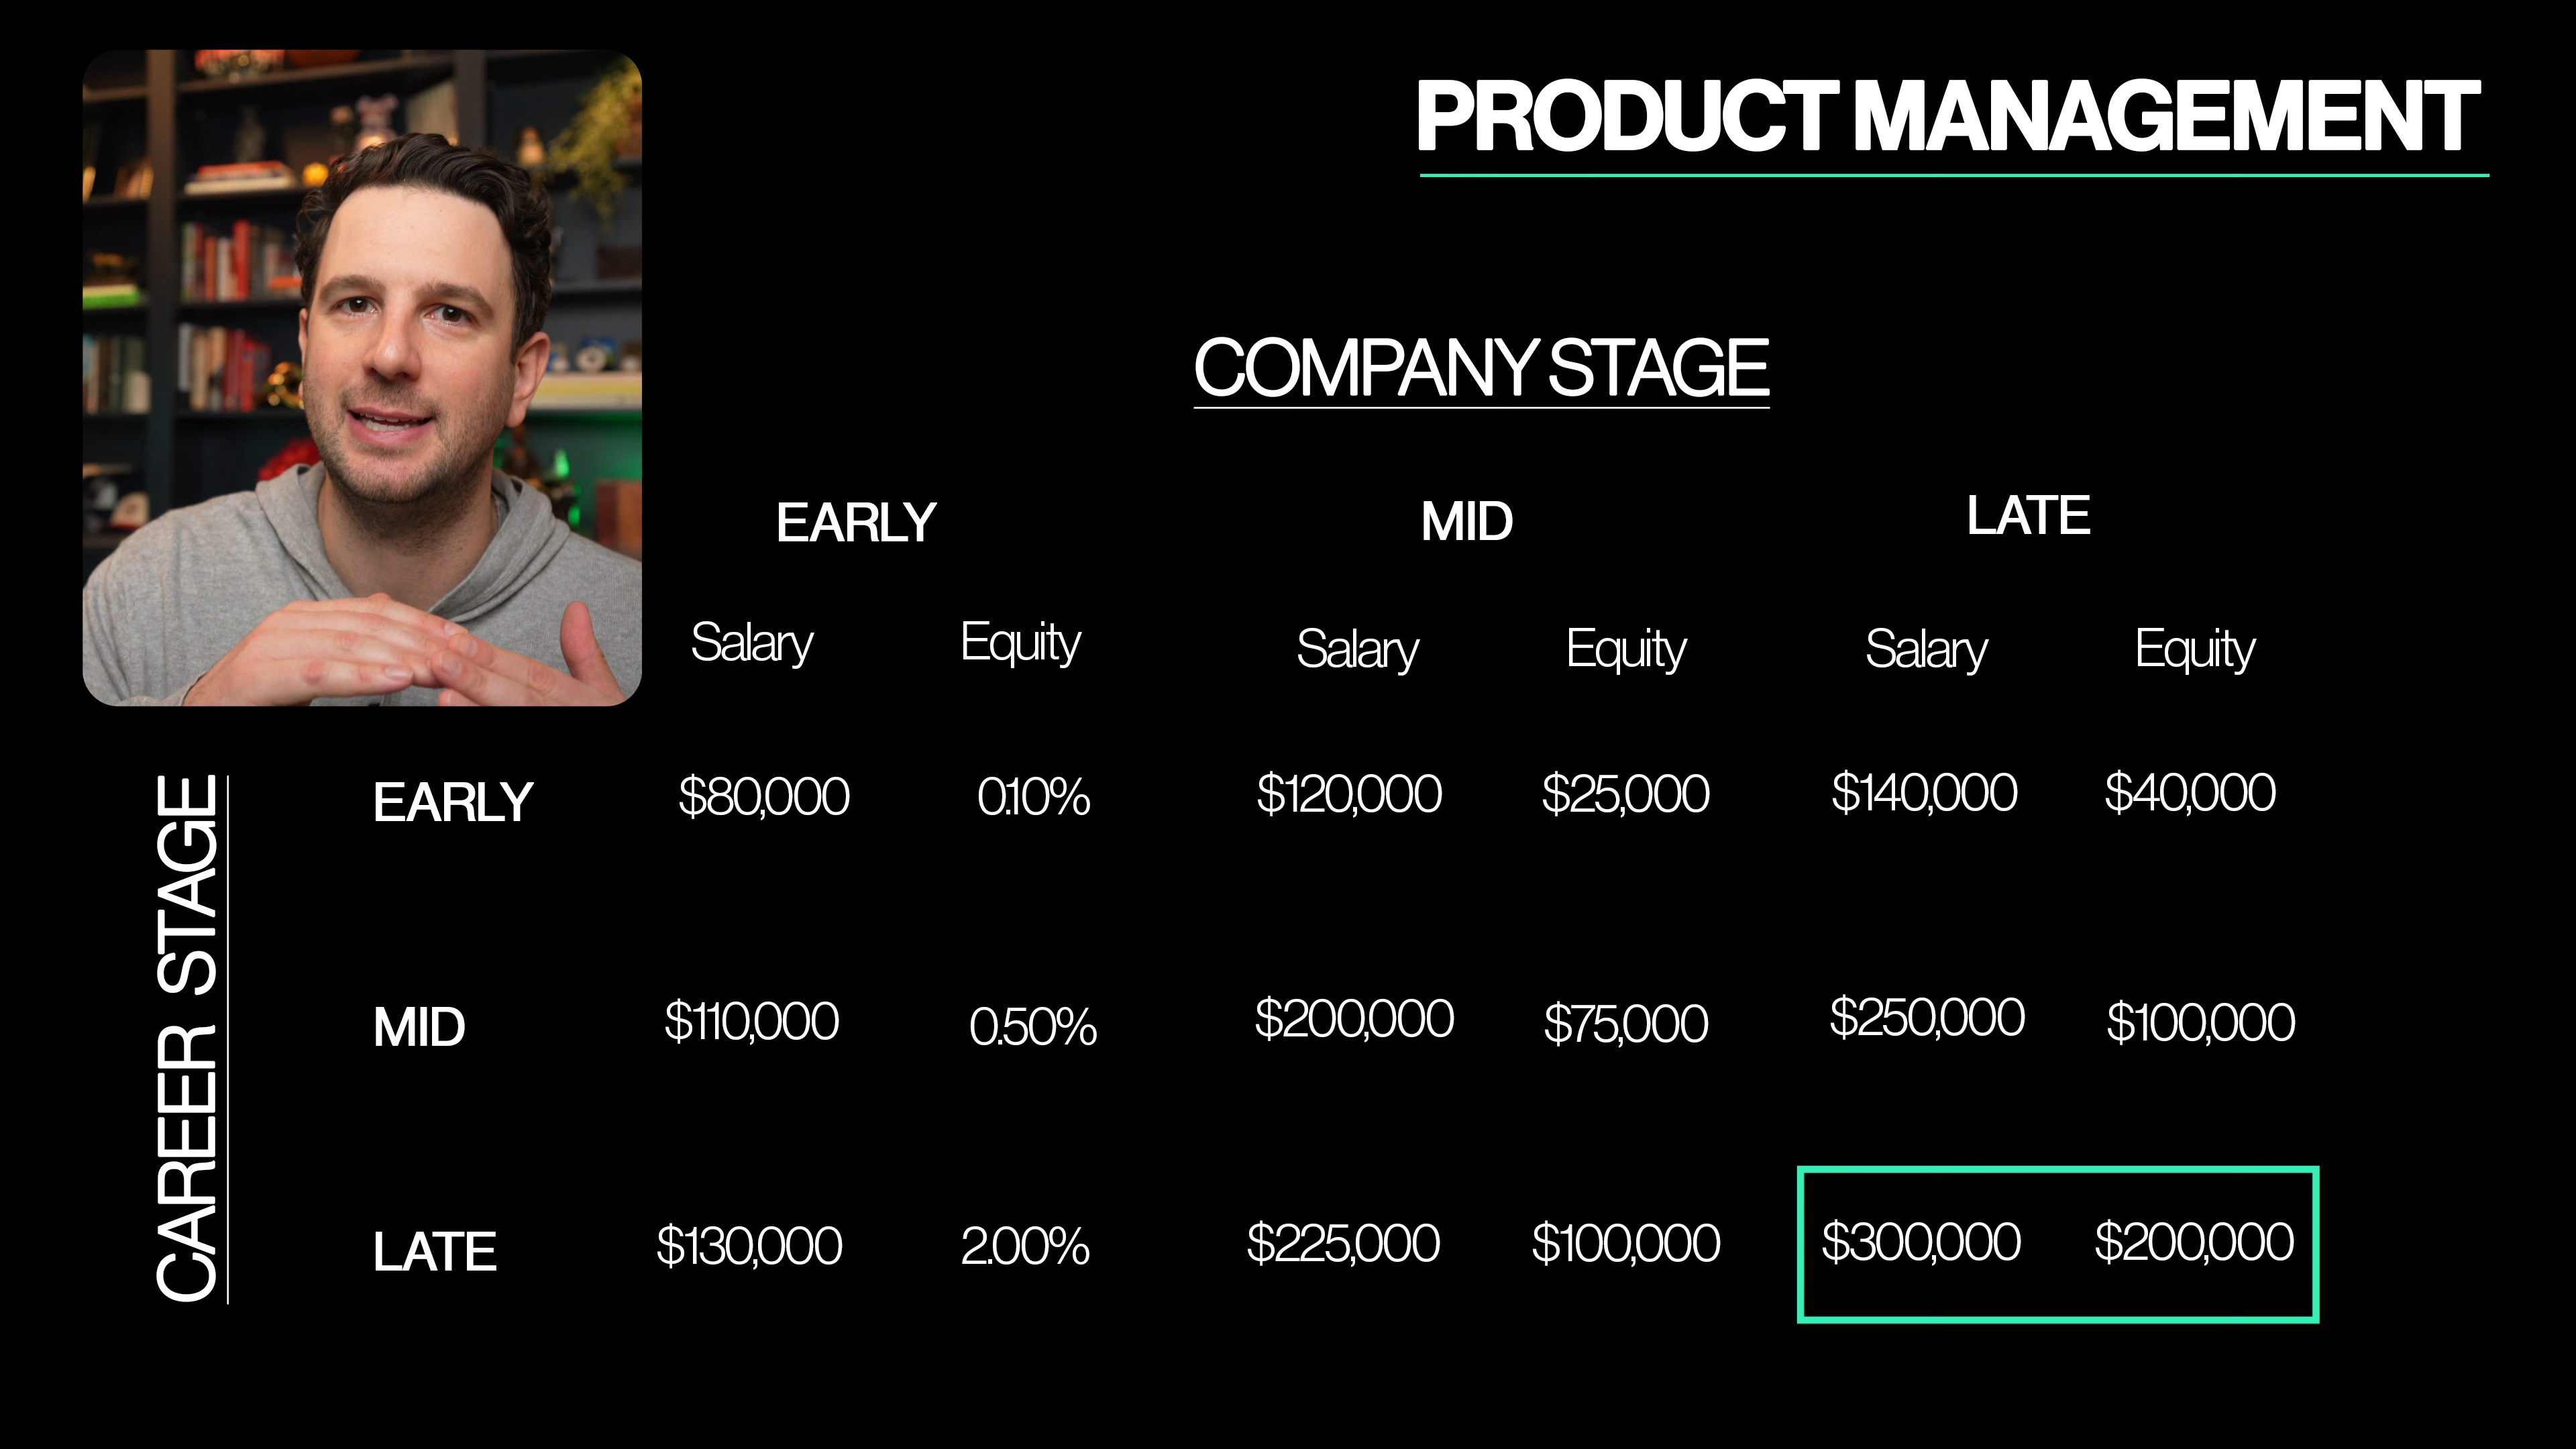 PRODUCT MANAGEMENT
COMPANY STAGE
EARLY MID LATE
Salary Equity Salary Equity Salary Equity
CAREER STAGE
EARLY $80,000 0.10% $120,000 $25,000 $140,000 $40,000
MID $110,000 0.50% $200,000 $75,000 $250,000 $100,000
LATE $130,000 2.00% $225,000 $100,000 $300,000 $200,000